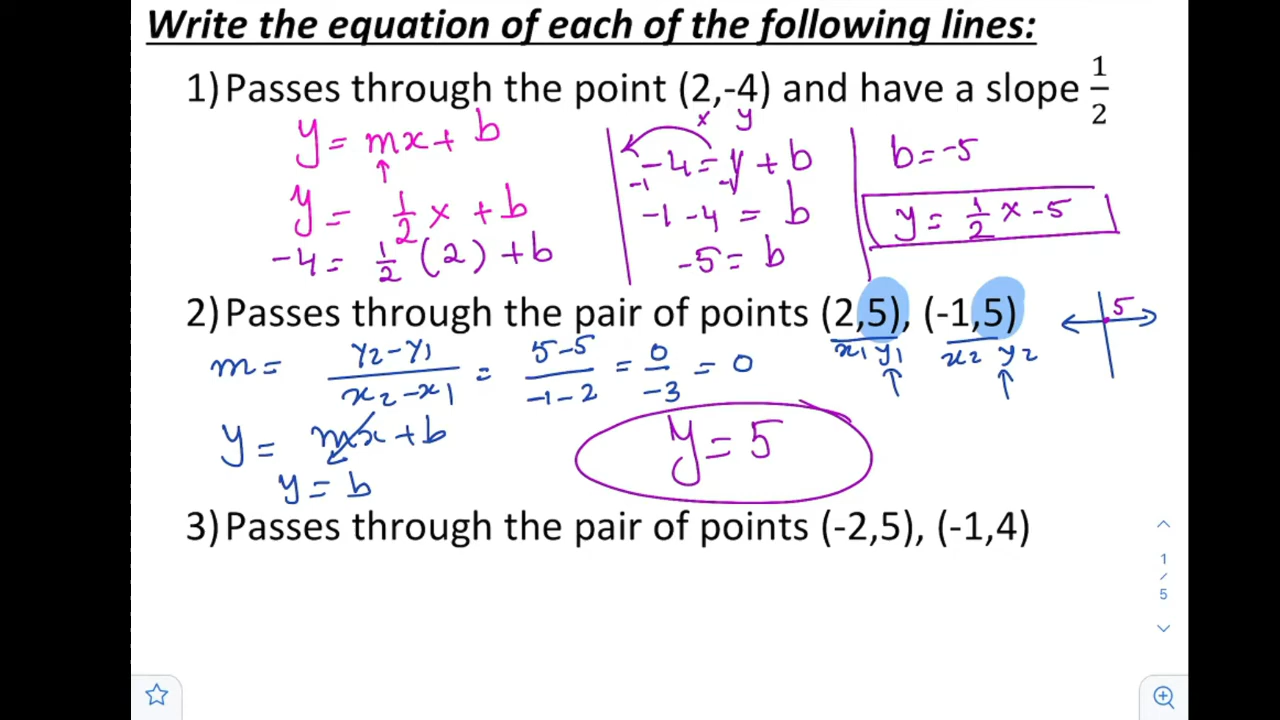 Write the equation of each of the following lines:
1) Passes through the point (2,-4) and have a slope 1/2
x y
y = mx + b
-4 = 1 + b
-1 -1
b = -5
y = 1/2 x + b
-1 -4 = b
y = 1/2 x -5
-4 = 1/2 (2) + b
-5 = b
2) Passes through the pair of points (2,5), (-1,5)
5
x1 y1 x2 y2
m = y2-y1 / x2-x1 = 5-5 / -1-2 = 0/-3 = 0
y = mx + b
y = 5
y = b
3) Passes through the pair of points (-2,5), (-1,4)
1
/
5